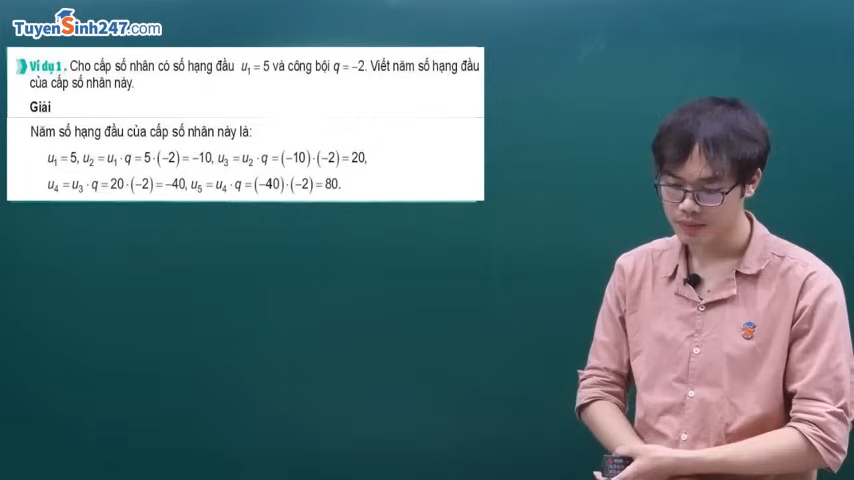 TuyenSinh247.com
Ví dụ 1. Cho cấp số nhân có số hạng đầu u₁ = 5 và công bội q = −2. Viết năm số hạng đầu
của cấp số nhân này.
Giải
Năm số hạng đầu của cấp số nhân này là:
u₁ = 5, u₂ = u₁ · q = 5 · (−2) = −10, u₃ = u₂ · q = (−10) · (−2) = 20,
u₄ = u₃ · q = 20 · (−2) = −40, u₅ = u₄ · q = (−40) · (−2) = 80.